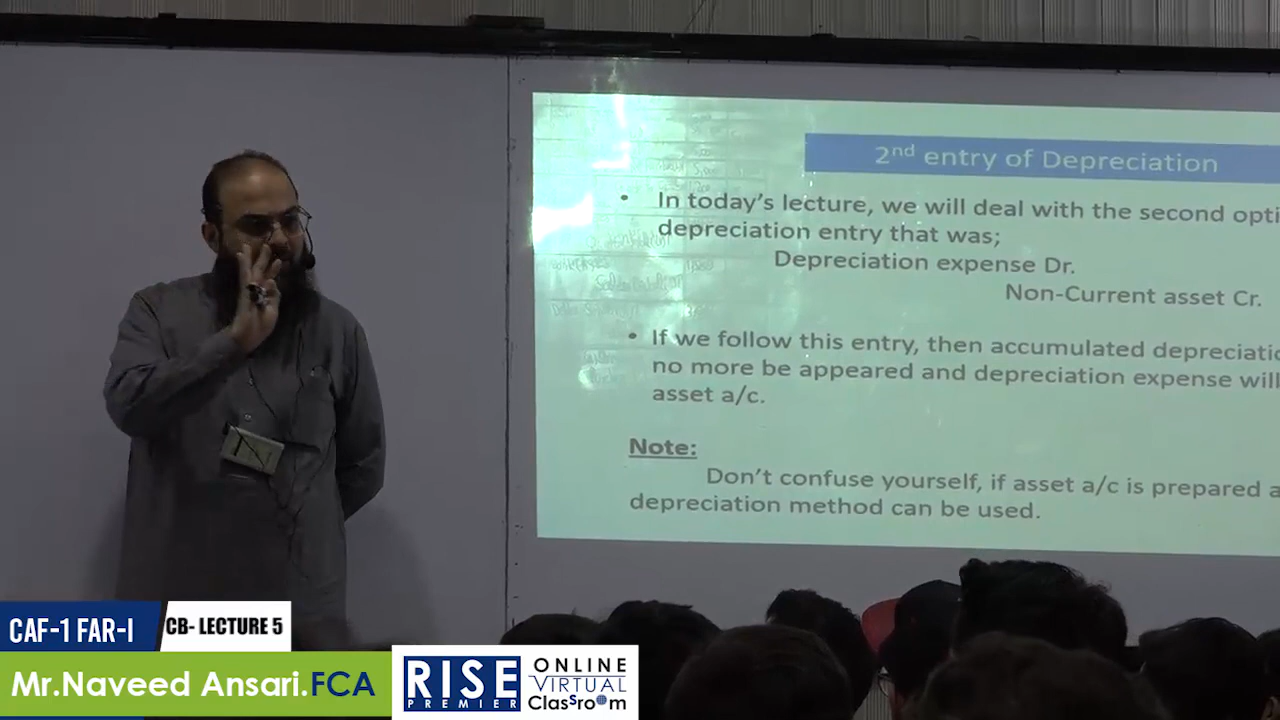 2nd entry of Depreciation
• In today's lecture, we will deal with the second opti
depreciation entry that was;
Depreciation expense Dr.
Non-Current asset Cr.
• If we follow this entry, then accumulated depreciatio
no more be appeared and depreciation expense will
asset a/c.
Note:
Don't confuse yourself, if asset a/c is prepared a
depreciation method can be used.
CAF-1 FAR-I
CB- LECTURE 5
Mr.Naveed Ansari.FCA
RISE
PREMIER
ONLINE
VIRTUAL
Classroom